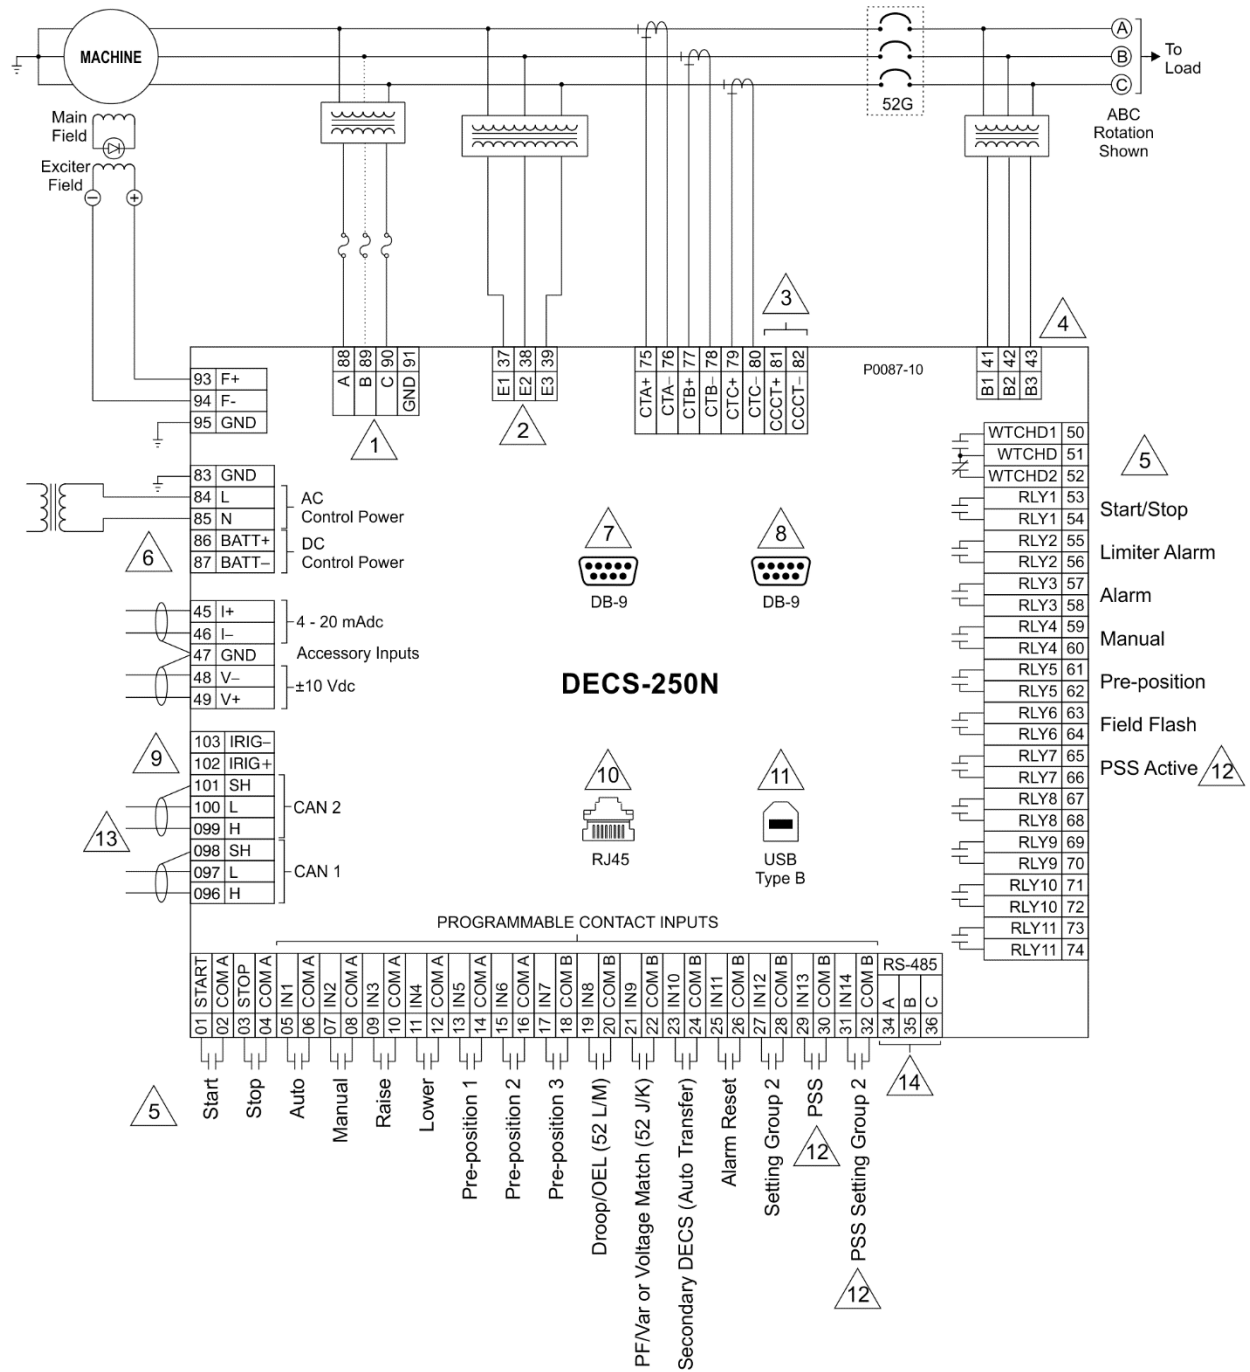 MACHINE
Main
Field
Exciter
Field
−
+
52G
A
B
C
To
Load
ABC
Rotation
Shown
3
4
88
89
90
91
A
B
C
GND
1
37
38
39
E1
E2
E3
2
75
76
77
78
79
80
81
82
CTA+
CTA−
CTB+
CTB−
CTC+
CTC−
CCCT+
CCCT−
P0087-10
41
42
43
B1
B2
B3
93 F+
94 F-
95 GND
83 GND
84 L
85 N
86 BATT+
87 BATT−
AC
Control Power
DC
Control Power
6
45 I+
46 I−
47 GND
48 V−
49 V+
4 - 20 mAdc
Accessory Inputs
±10 Vdc
9
103 IRIG−
102 IRIG+
101 SH
100 L
099 H
098 SH
097 L
096 H
CAN 2
CAN 1
13
7
DB-9
8
DB-9
DECS-250N
10
RJ45
11
USB
Type B
WTCHD1 50
WTCHD 51
WTCHD2 52
RLY1 53
RLY1 54
RLY2 55
RLY2 56
RLY3 57
RLY3 58
RLY4 59
RLY4 60
RLY5 61
RLY5 62
RLY6 63
RLY6 64
RLY7 65
RLY7 66
RLY8 67
RLY8 68
RLY9 69
RLY9 70
RLY10 71
RLY10 72
RLY11 73
RLY11 74
5
Start/Stop
Limiter Alarm
Alarm
Manual
Pre-position
Field Flash
PSS Active 12
PROGRAMMABLE CONTACT INPUTS
01 START
02 COM A
03 STOP
04 COM A
05 IN1
06 COM A
07 IN2
08 COM A
09 IN3
10 COM A
11 IN4
12 COM A
13 IN5
14 COM A
15 IN6
16 COM A
17 IN7
18 COM B
19 IN8
20 COM B
21 IN9
22 COM B
23 IN10
24 COM B
25 IN11
26 COM B
27 IN12
28 COM B
29 IN13
30 COM B
31 IN14
32 COM B
RS-485
34 A
35 B
36 C
14
5
Start
Stop
Auto
Manual
Raise
Lower
Pre-position 1
Pre-position 2
Pre-position 3
Droop/OEL (52 L/M)
PF/Var or Voltage Match (52 J/K)
Secondary DECS (Auto Transfer)
Alarm Reset
Setting Group 2
PSS
12
PSS Setting Group 2
12